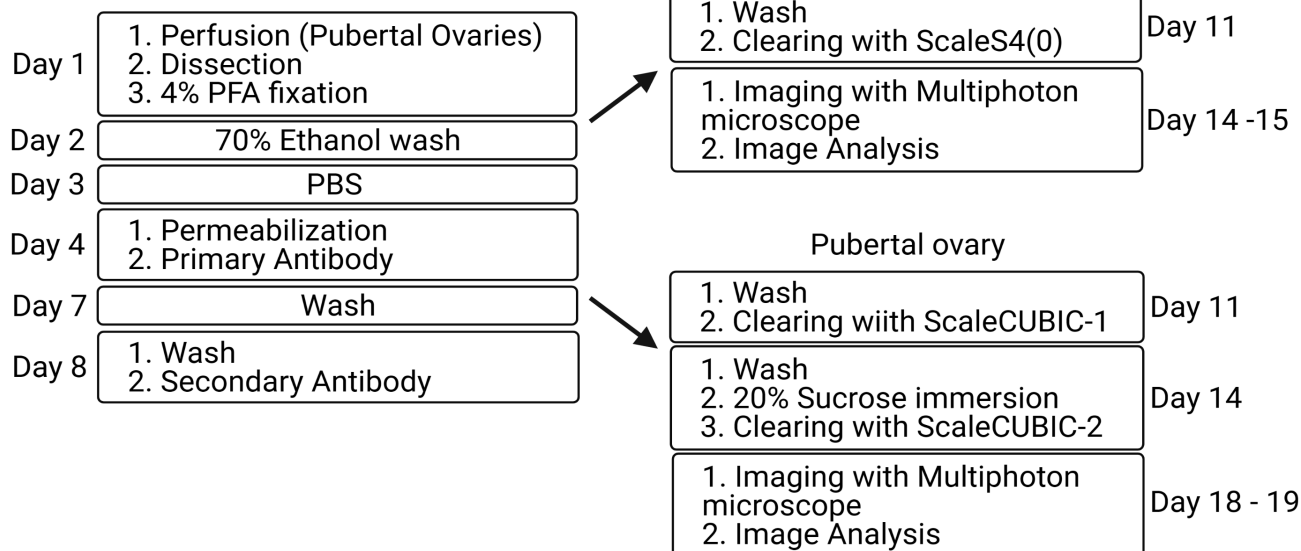 Day 1
1. Perfusion (Pubertal Ovaries)
2. Dissection
3. 4% PFA fixation
Day 2
70% Ethanol wash
Day 3
PBS
Day 4
1. Permeabilization
2. Primary Antibody
Day 7
Wash
Day 8
1. Wash
2. Secondary Antibody
1. Wash
2. Clearing with ScaleS4(0)
Day 11
1. Imaging with Multiphoton
microscope
2. Image Analysis
Day 14 -15
Pubertal ovary
1. Wash
2. Clearing wiith ScaleCUBIC-1
Day 11
1. Wash
2. 20% Sucrose immersion
3. Clearing with ScaleCUBIC-2
Day 14
1. Imaging with Multiphoton
microscope
2. Image Analysis
Day 18 - 19